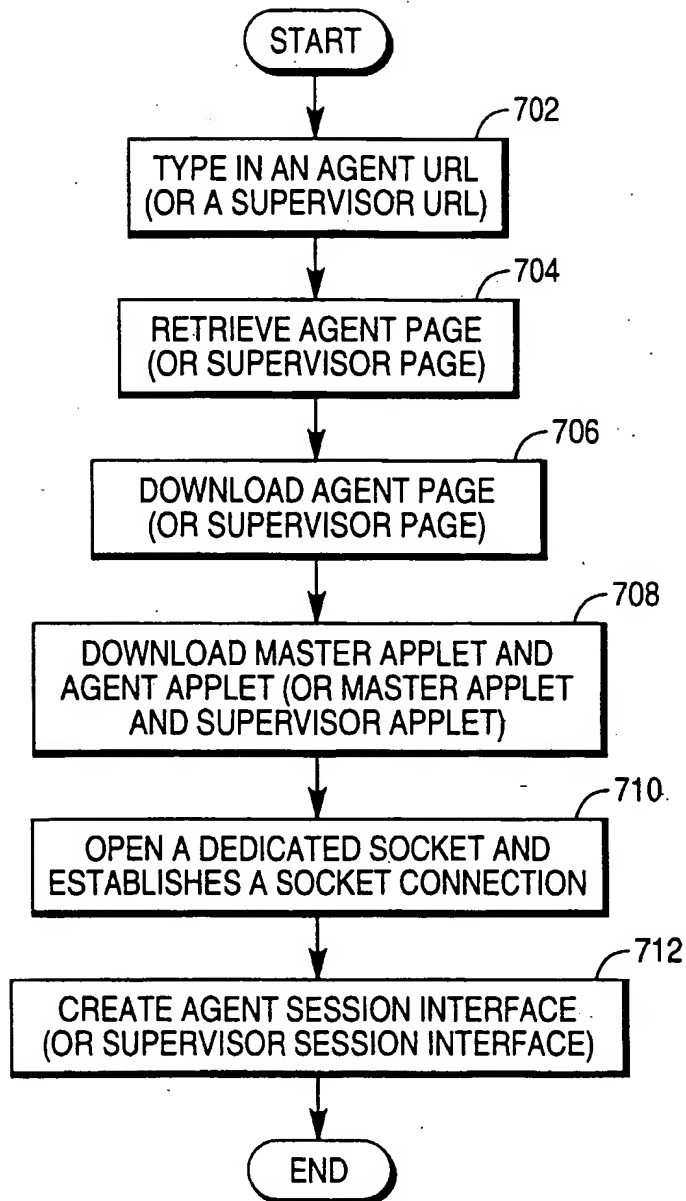 START
702
TYPE IN AN AGENT URL
(OR A SUPERVISOR URL)
704
RETRIEVE AGENT PAGE
(OR SUPERVISOR PAGE)
706
DOWNLOAD AGENT PAGE
(OR SUPERVISOR PAGE)
708
DOWNLOAD MASTER APPLET AND
AGENT APPLET (OR MASTER APPLET
AND SUPERVISOR APPLET)
710
OPEN A DEDICATED SOCKET AND
ESTABLISHES A SOCKET CONNECTION
712
CREATE AGENT SESSION INTERFACE
(OR SUPERVISOR SESSION INTERFACE)
END